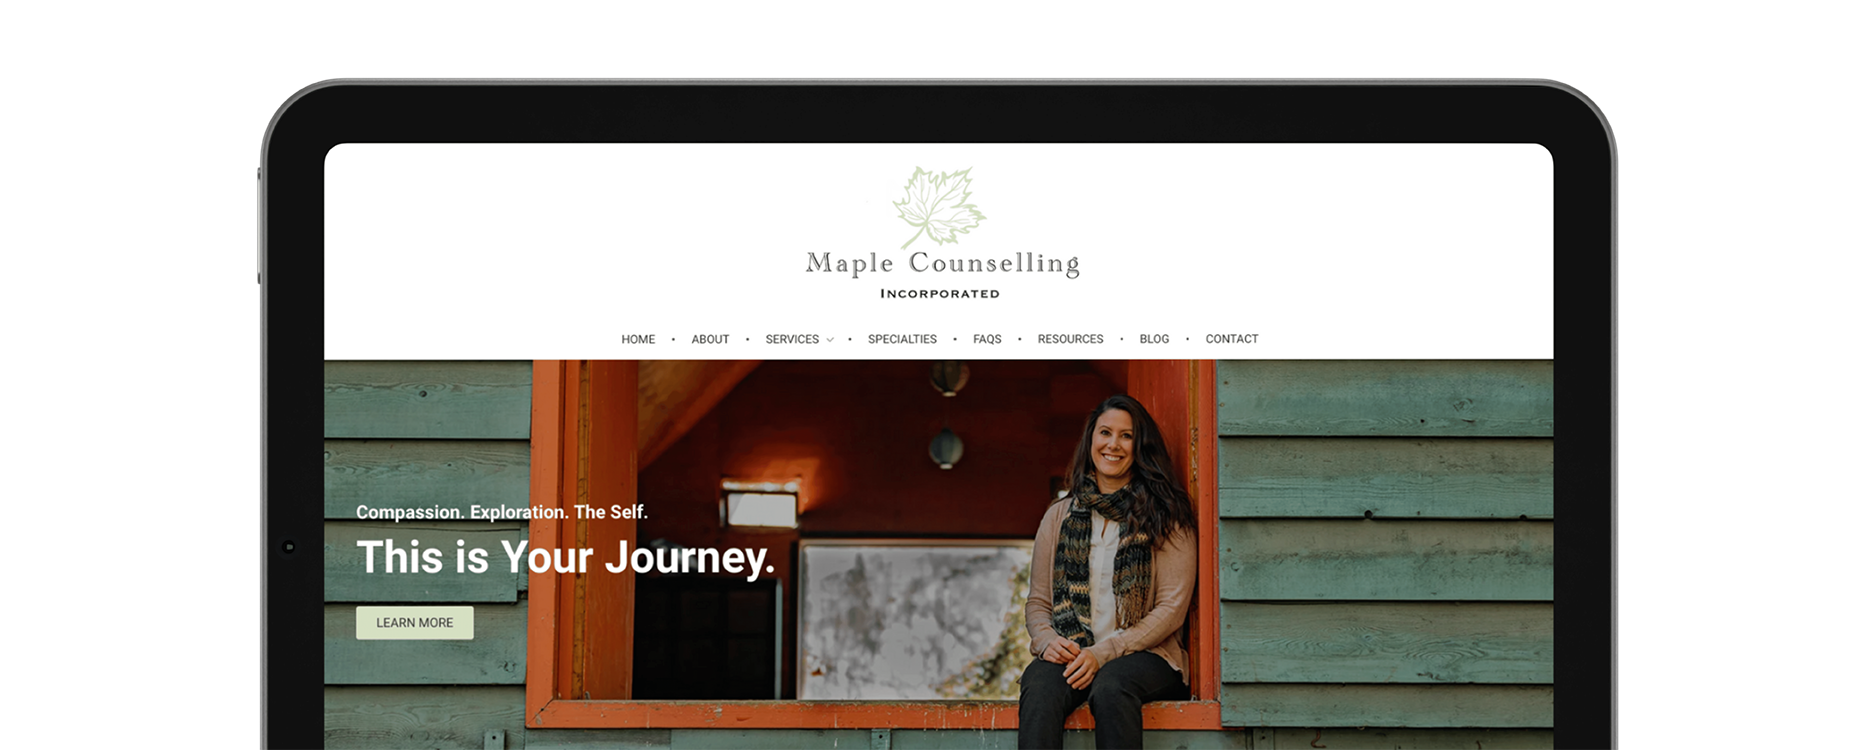 Maple Counselling
INCORPORATED
HOME • ABOUT • SERVICES • SPECIALTIES • FAQS • RESOURCES • BLOG • CONTACT
Compassion. Exploration. The Self.
This is Your Journey.
LEARN MORE